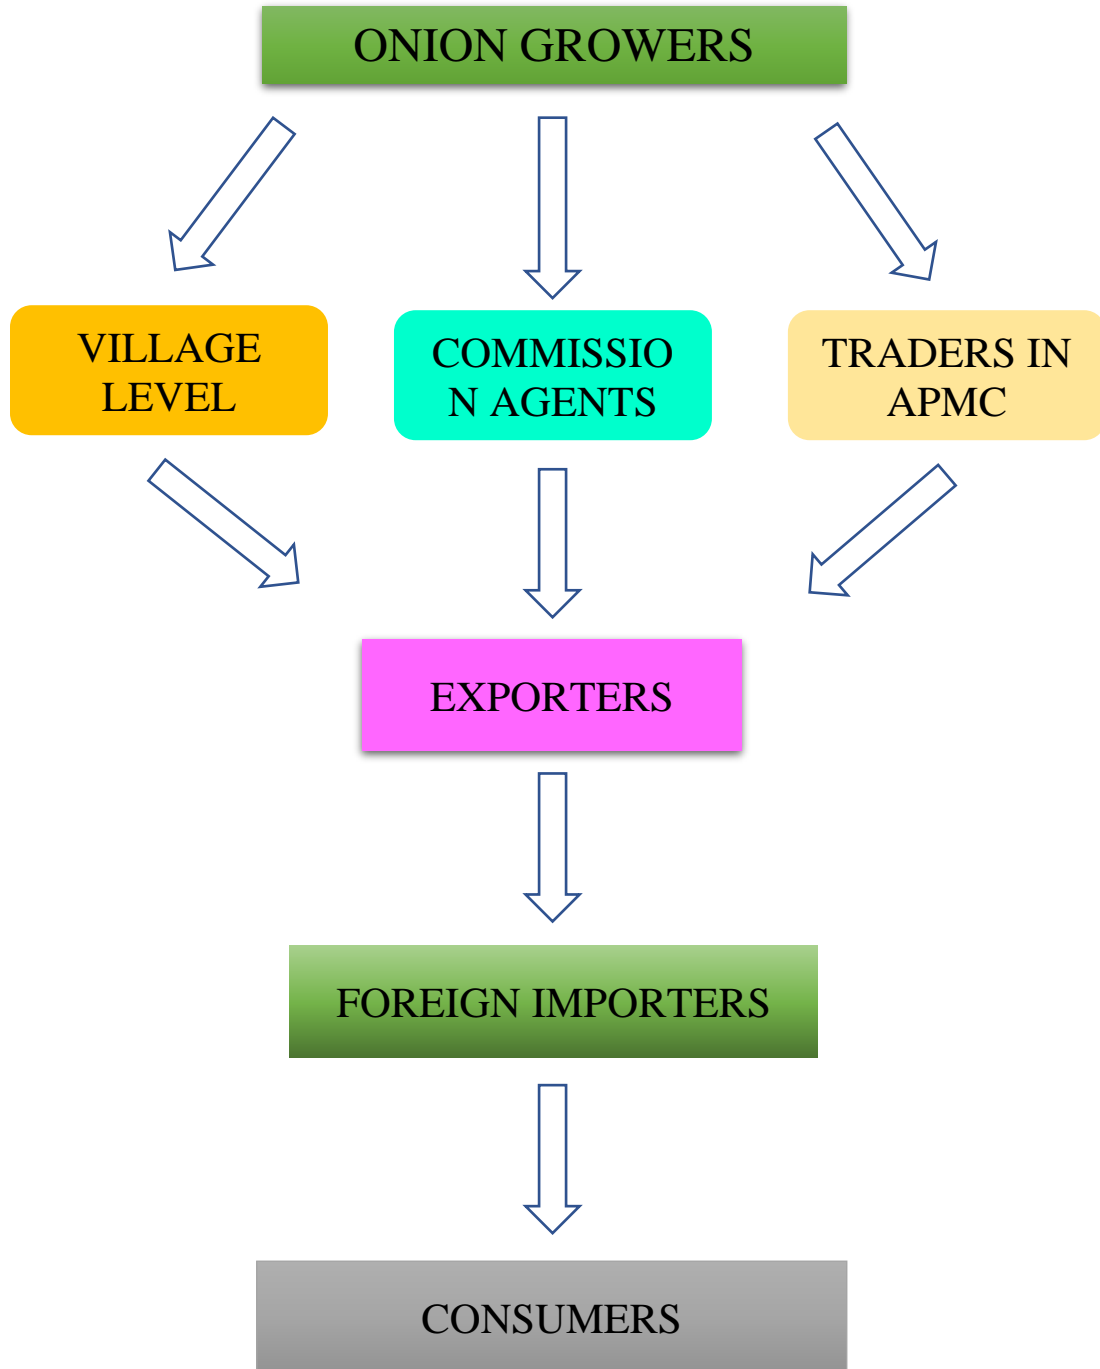 ONION GROWERS
VILLAGE
LEVEL
COMMISSIO
N AGENTS
TRADERS IN
APMC
EXPORTERS
FOREIGN IMPORTERS
CONSUMERS